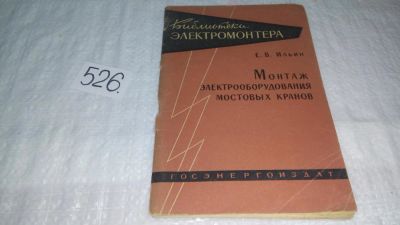 526.
Библиотека
ЭЛЕКТРОМОНТЕРА
Е. В. Ильин
МОНТАЖ
ЭЛЕКТРООБОРУДОВАНИЯ
МОСТОВЫХ КРАНОВ
ГОСЭНЕРГОИЗДАТ